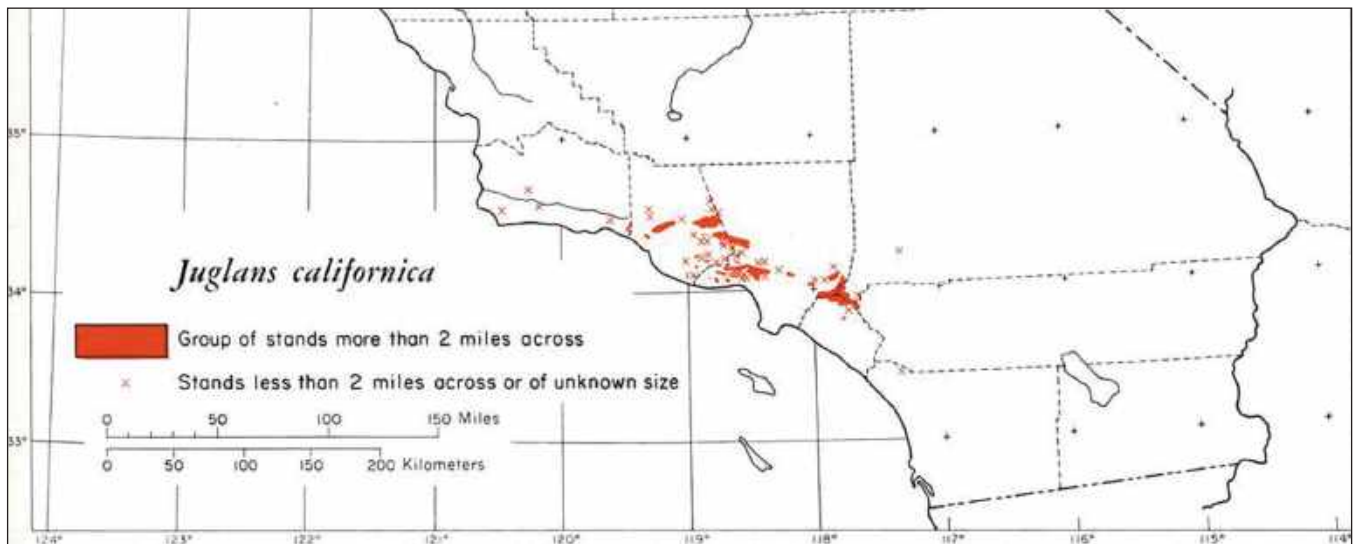 35°
Juglans californica
34°
Group of stands more than 2 miles across
Stands less than 2 miles across or of unknown size
0 50 100 150 Miles
33°
0 50 100 150 200 Kilometers
124° 123° 122° 121° 120° 119° 118° 117° 116° 115° 114°